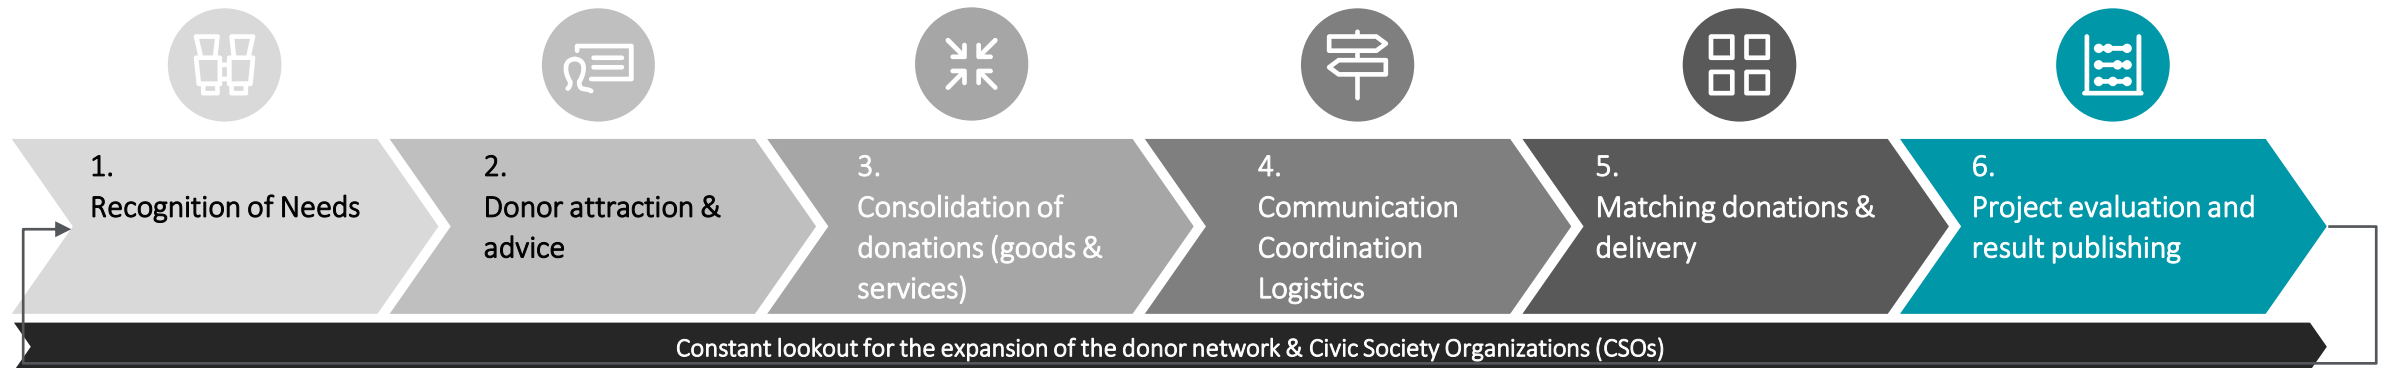 1.
Recognition of Needs
2.
Donor attraction &
advice
3.
Consolidation of
donations (goods &
services)
4.
Communication
Coordination
Logistics
5.
Matching donations &
delivery
6.
Project evaluation and
result publishing
Constant lookout for the expansion of the donor network & Civic Society Organizations (CSOs)